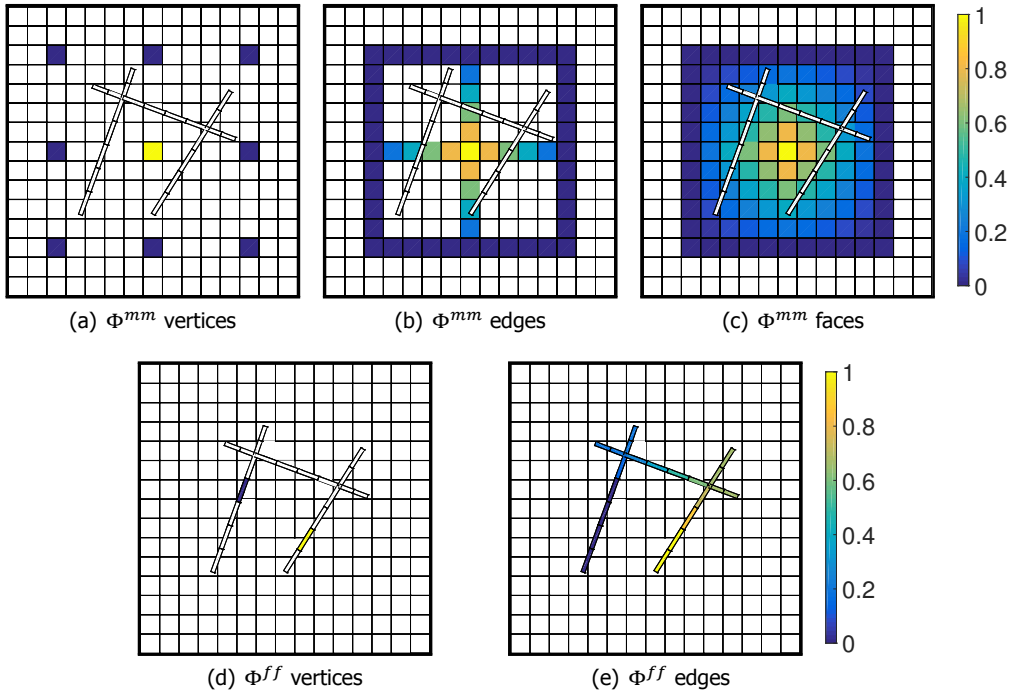 1
0.8
0.6
0.4
0.2
0
(a) Φ^{mm} vertices
(b) Φ^{mm} edges
(c) Φ^{mm} faces
1
0.8
0.6
0.4
0.2
0
(d) Φ^{ff} vertices
(e) Φ^{ff} edges